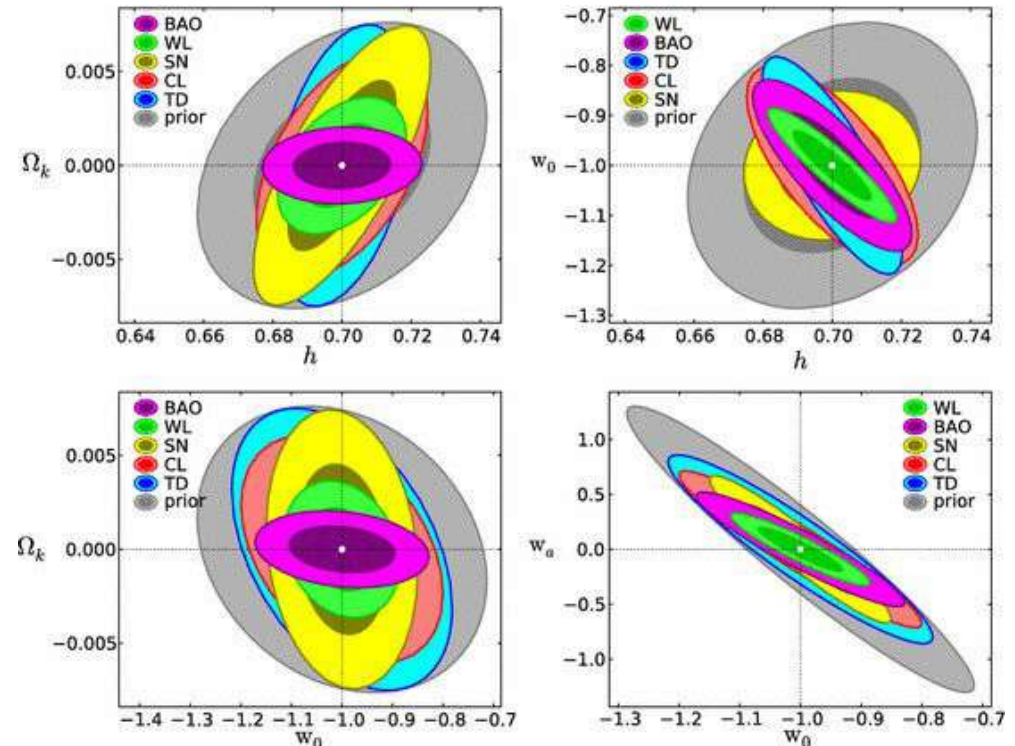 BAO
WL
SN
CL
TD
prior
0.005
0.000
−0.005
Ω_k
0.64 0.66 0.68 0.70 0.72 0.74
h
WL
BAO
TD
CL
SN
prior
−0.7
−0.8
−0.9
w₀ −1.0
−1.1
−1.2
−1.3
0.64 0.66 0.68 0.70 0.72 0.74
h
BAO
WL
SN
CL
TD
prior
0.005
0.000
−0.005
Ω_k
−1.4 −1.3 −1.2 −1.1 −1.0 −0.9 −0.8 −0.7
w₀
WL
BAO
SN
CL
TD
prior
1.0
0.5
wₐ 0.0
−0.5
−1.0
−1.3 −1.2 −1.1 −1.0 −0.9 −0.8 −0.7
w₀